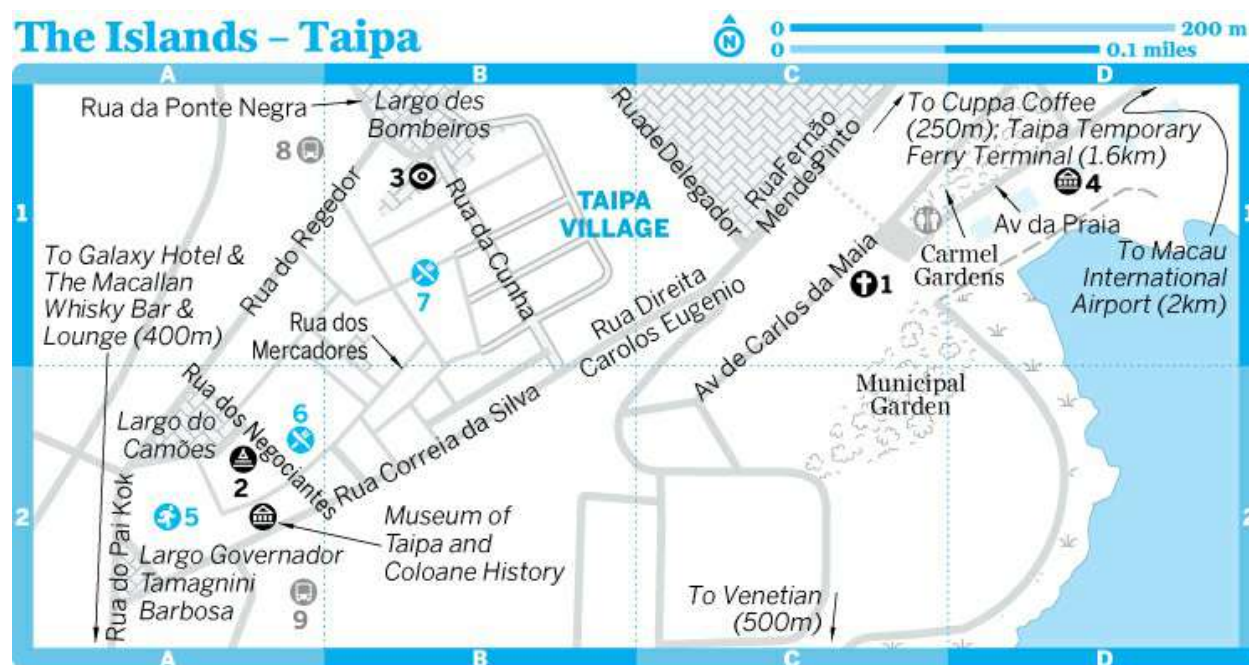 The Islands – Taipa
N
0 200 m
0 0.1 miles
A B C D
Rua da Ponte Negra
Largo des
Bombeiros
8
3
Rua do Regedor
Rua da Cunha
TAIPA
VILLAGE
RuadeDelegador
RuaFernão
MendesPinto
To Cuppa Coffee
(250m); Taipa Temporary
Ferry Terminal (1.6km)
4
1
Av da Praia
Carmel
Gardens
To Macau
International
Airport (2km)
To Galaxy Hotel &
The Macallan
Whisky Bar &
Lounge (400m)
7
Rua dos
Mercadores
Rua Direita
Carolos Eugenio
Av de Carlos da Maia
1
Rua dos Negociantes
6
Largo do
Camões
2
Rua Correia da Silva
Municipal
Garden
2
5
Rua do Pai Kok
Largo Governador
Tamagnini
Barbosa
9
Museum of
Taipa and
Coloane History
To Venetian
(500m)
2
A B C D